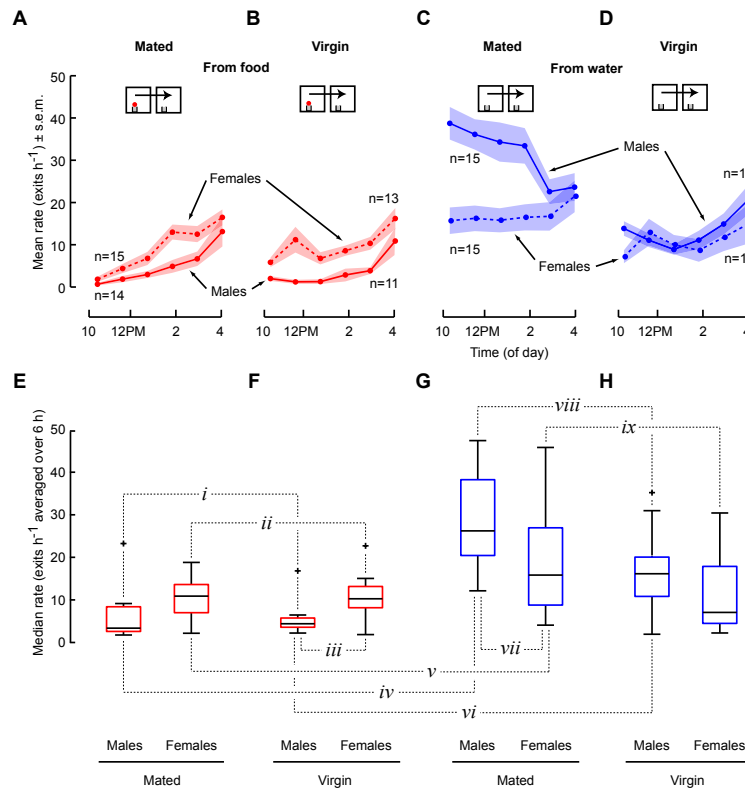 A
B
C
D
Mated
Virgin
Mated
Virgin
From food
From water
Mean rate (exits h⁻¹) ± s.e.m.
50
40
30
20
10
0
Females
Males
n=15
n=14
n=13
n=11
n=15
n=15
Males
Females
n=1
n=1
10 12PM 2 4
10 12PM 2 4
10 12PM 2 4
10 12PM 2 4
Time (of day)
E
F
G
H
Median rate (exits h⁻¹ averaged over 6 h)
50
40
30
20
10
0
i
ii
iii
iv
v
vi
vii
viii
ix
Males Females
Males Females
Males Females
Males Females
Mated
Virgin
Mated
Virgin